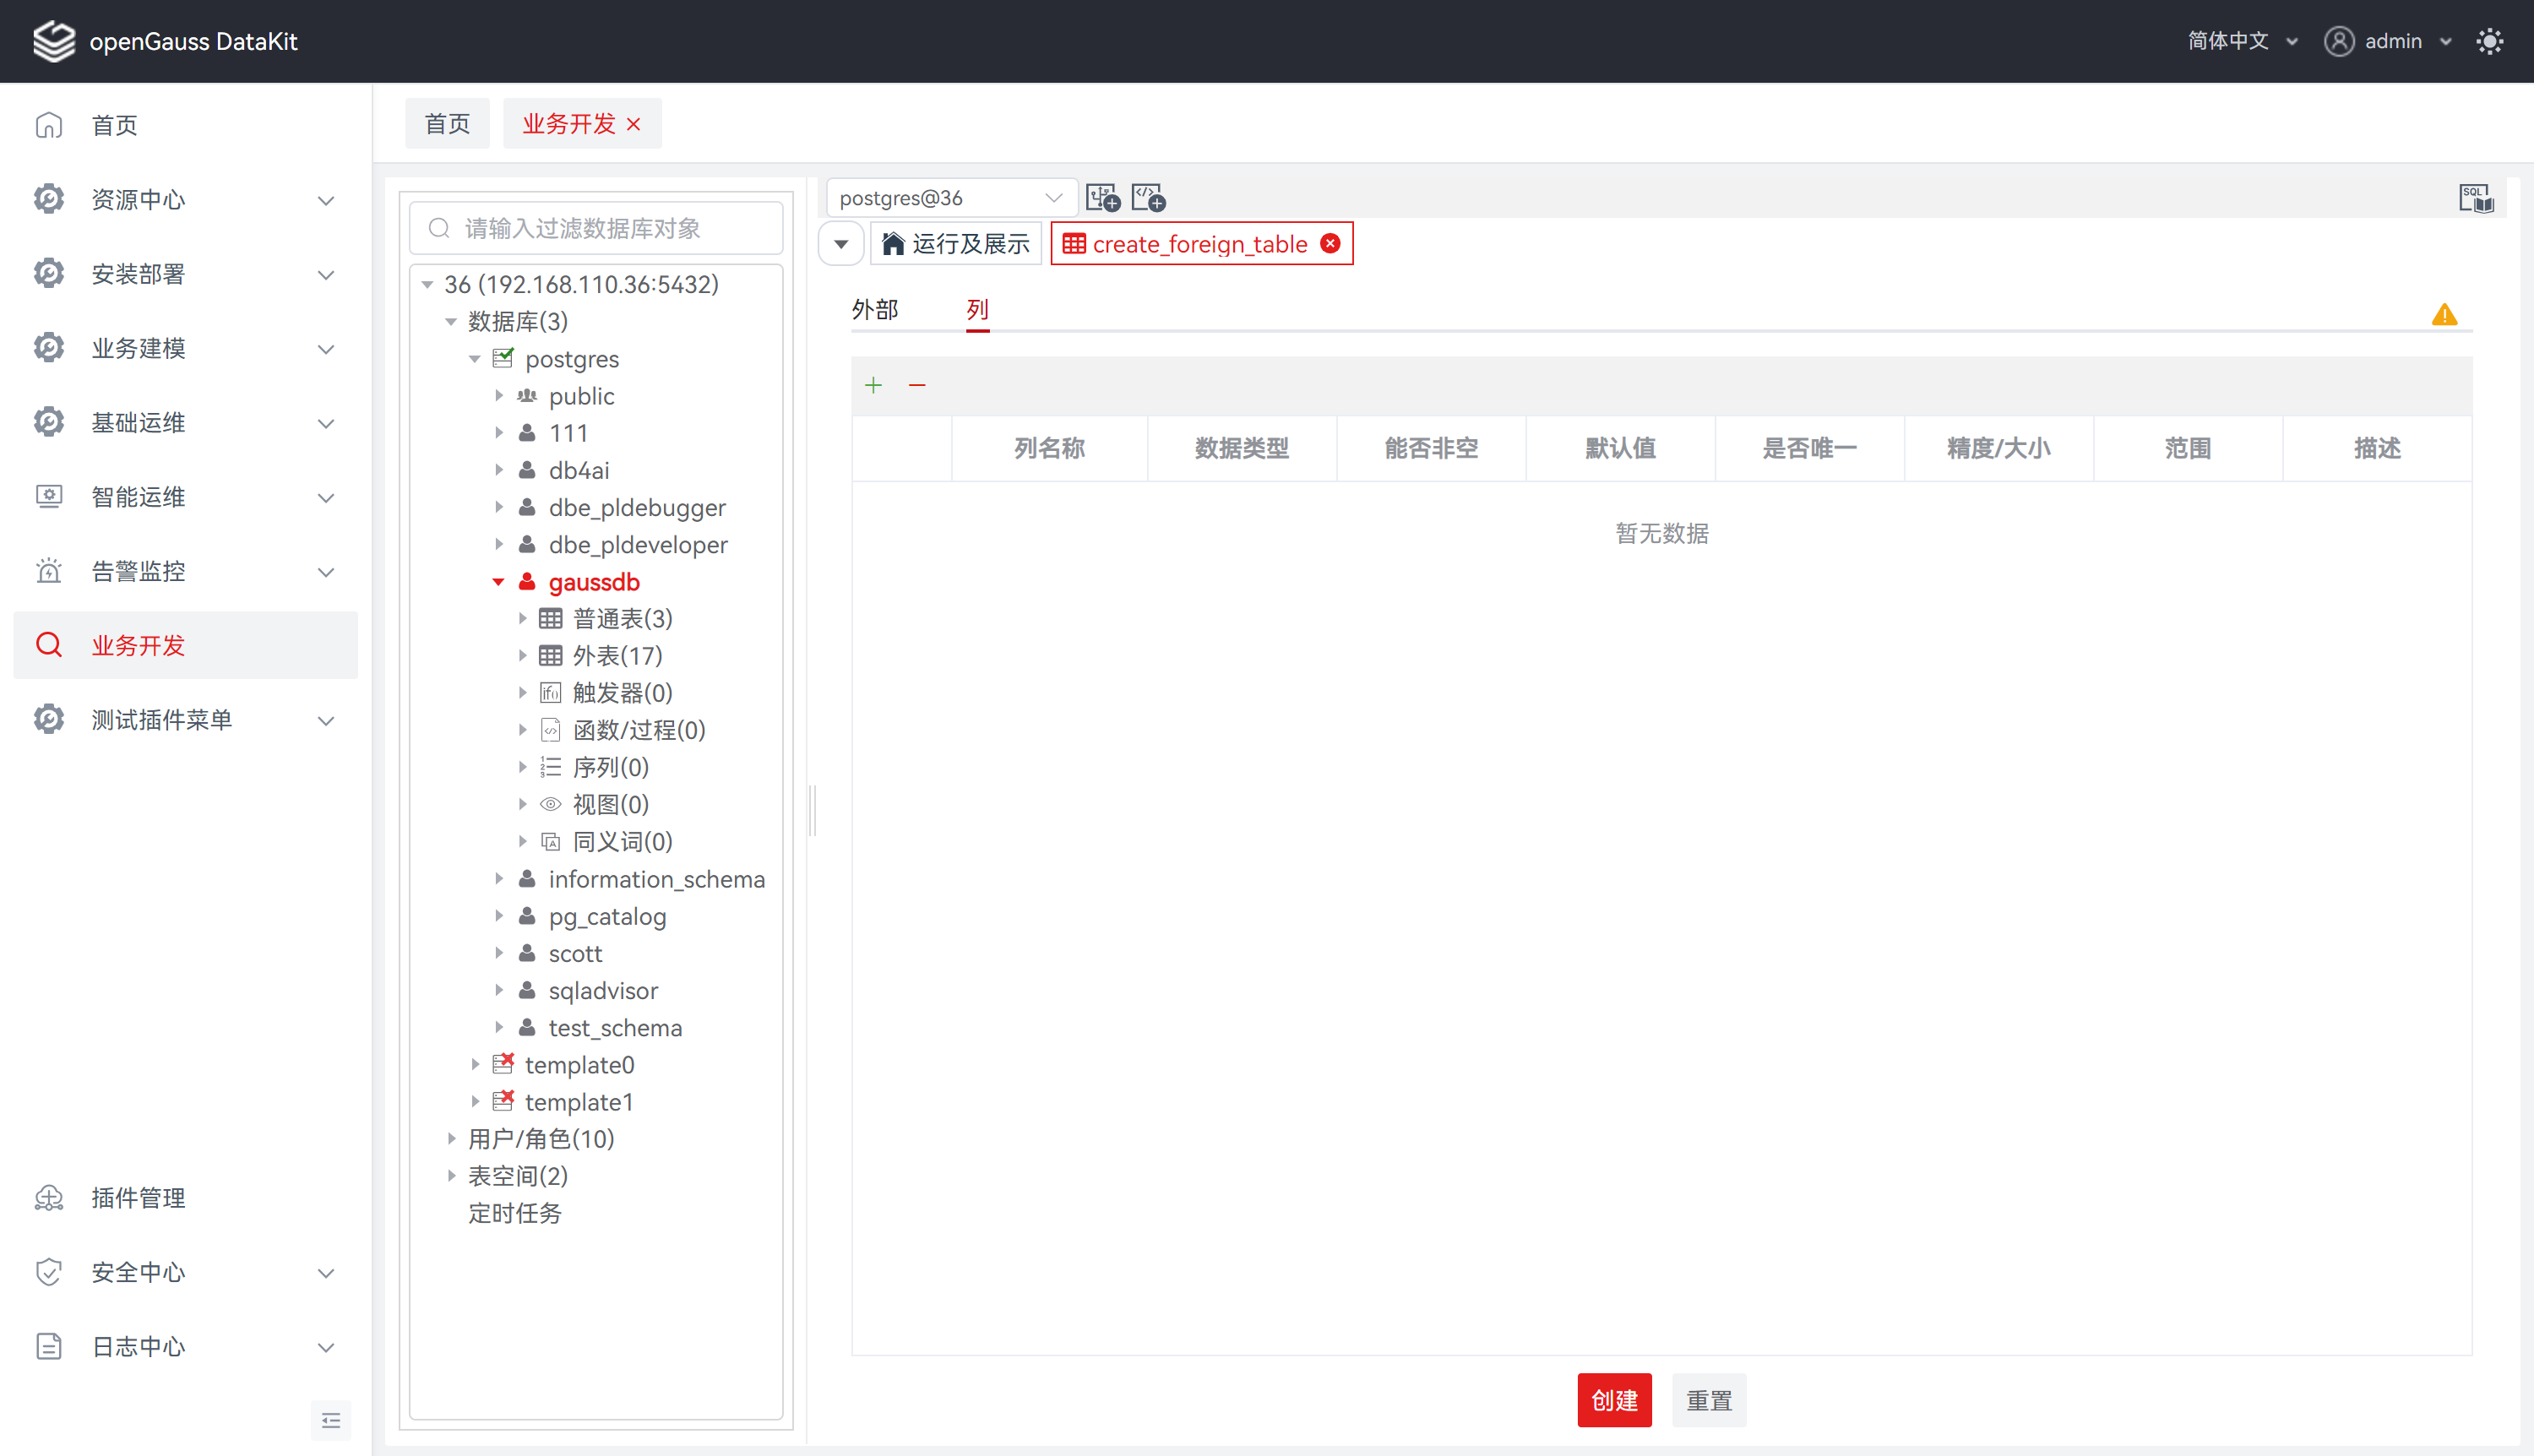 openGauss DataKit
简体中文
admin
首页
资源中心
安装部署
业务建模
基础运维
智能运维
告警监控
业务开发
测试插件菜单
插件管理
安全中心
日志中心
首页
业务开发
请输入过滤数据库对象
36 (192.168.110.36:5432)
数据库(3)
postgres
public
111
db4ai
dbe_pldebugger
dbe_pldeveloper
gaussdb
普通表(3)
外表(17)
触发器(0)
函数/过程(0)
序列(0)
视图(0)
同义词(0)
information_schema
pg_catalog
scott
sqladvisor
test_schema
template0
template1
用户/角色(10)
表空间(2)
定时任务
postgres@36
SQL
运行及展示
create_foreign_table
外部
列
列名称
数据类型
能否非空
默认值
是否唯一
精度/大小
范围
描述
暂无数据
创建
重置